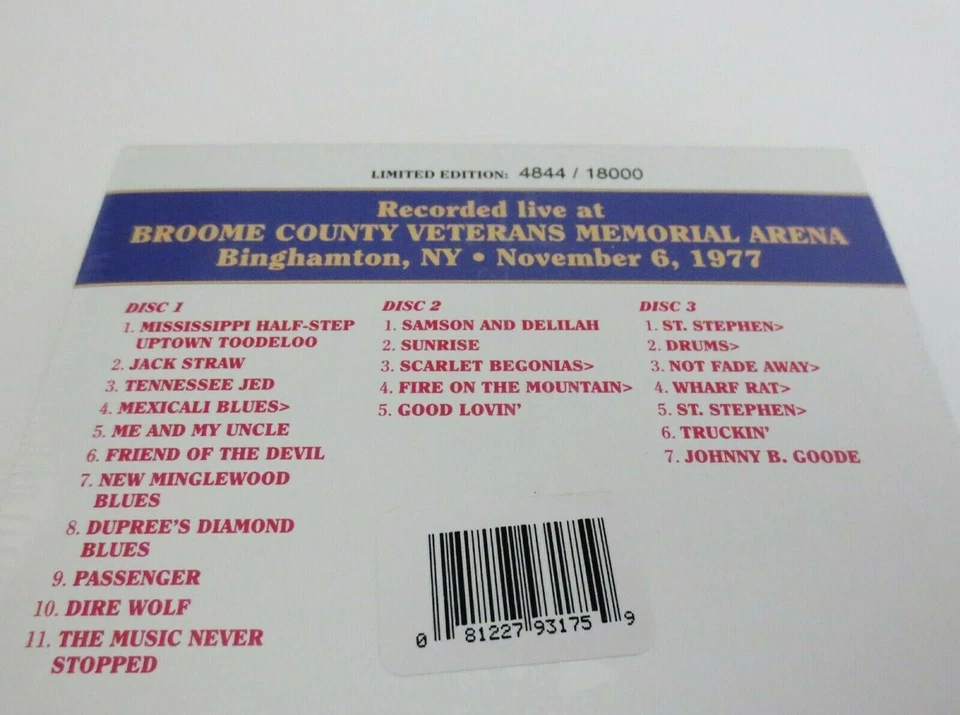 LIMITED EDITION: 4844 / 18000
Recorded live at
BROOME COUNTY VETERANS MEMORIAL ARENA
Binghamton, NY • November 6, 1977
DISC 1
1. MISSISSIPPI HALF-STEP
UPTOWN TOODELOO
2. JACK STRAW
3. TENNESSEE JED
4. MEXICALI BLUES>
5. ME AND MY UNCLE
6. FRIEND OF THE DEVIL
7. NEW MINGLEWOOD
BLUES
8. DUPREE'S DIAMOND
BLUES
9. PASSENGER
10. DIRE WOLF
11. THE MUSIC NEVER
STOPPED
DISC 2
1. SAMSON AND DELILAH
2. SUNRISE
3. SCARLET BEGONIAS>
4. FIRE ON THE MOUNTAIN>
5. GOOD LOVIN'
DISC 3
1. ST. STEPHEN>
2. DRUMS>
3. NOT FADE AWAY>
4. WHARF RAT>
5. ST. STEPHEN>
6. TRUCKIN'
7. JOHNNY B. GOODE
0 81227 93175 9